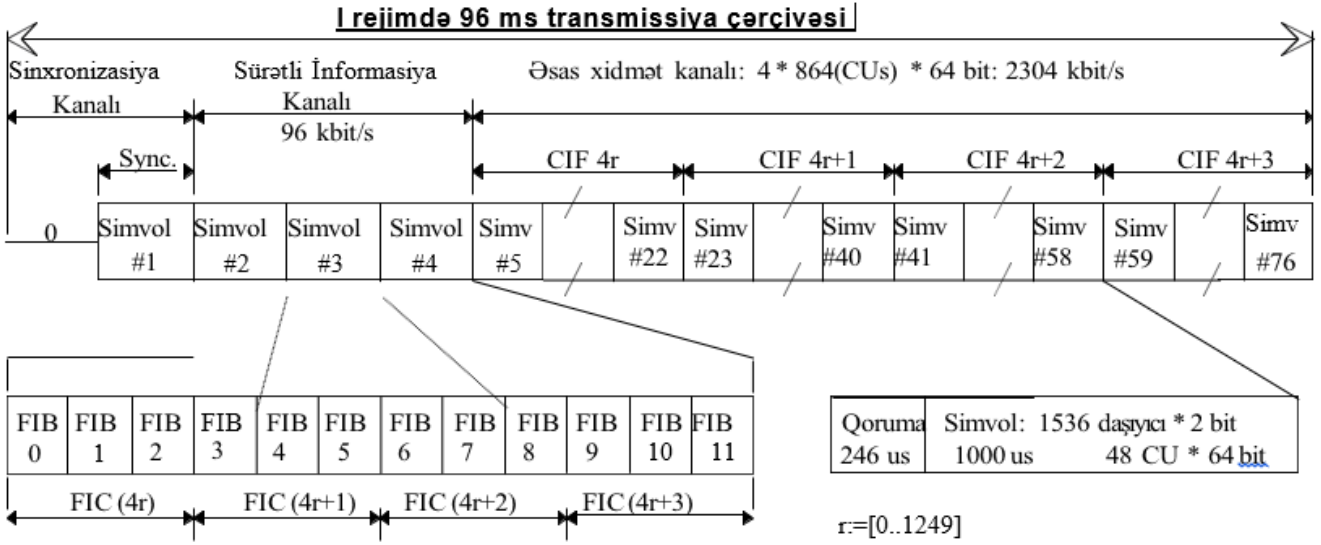 I rejimdə 96 ms transmissiya çərçivəsi
Sinxronizasiya Kanalı
Sürətli İnformasiya Kanalı
96 kbit/s
Əsas xidmət kanalı: 4 * 864(CUs) * 64 bit: 2304 kbit/s
Sync.
CIF 4r
CIF 4r+1
CIF 4r+2
CIF 4r+3
0
Simvol #1
Simvol #2
Simvol #3
Simvol #4
Simv #5
Simv #22
Simv #23
Simv #40
Simv #41
Simv #58
Simv #59
Simv #76
FIB 0
FIB 1
FIB 2
FIB 3
FIB 4
FIB 5
FIB 6
FIB 7
FIB 8
FIB 9
FIB 10
FIB 11
FIC (4r)
FIC (4r+1)
FIC (4r+2)
FIC (4r+3)
Qoruma 246 us
Simvol: 1536 daşıyıcı * 2 bit
1000 us 48 CU * 64 bit
r:=[0..1249]